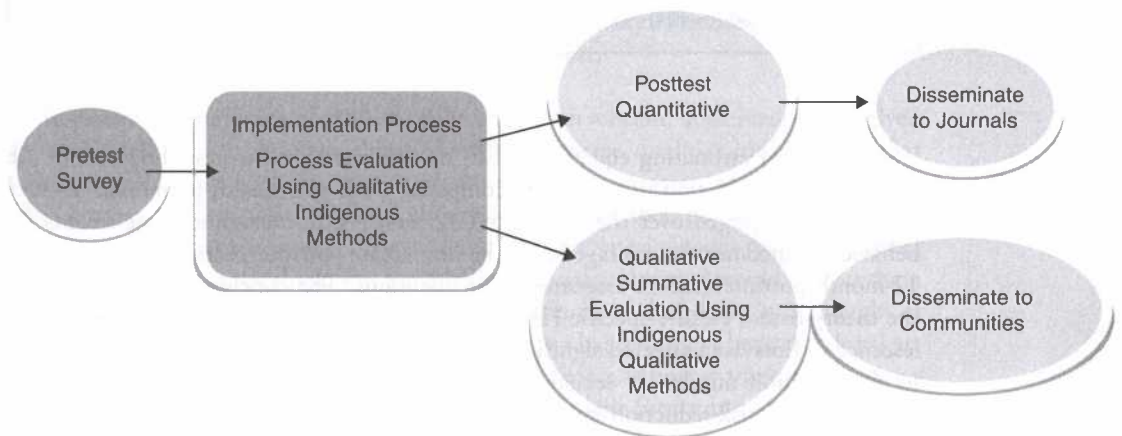 Pretest
Survey
Implementation Process
Process Evaluation
Using Qualitative
Indigenous
Methods
Posttest
Quantitative
Disseminate
to Journals
Qualitative
Summative
Evaluation Using
Indigenous
Qualitative
Methods
Disseminate to
Communities